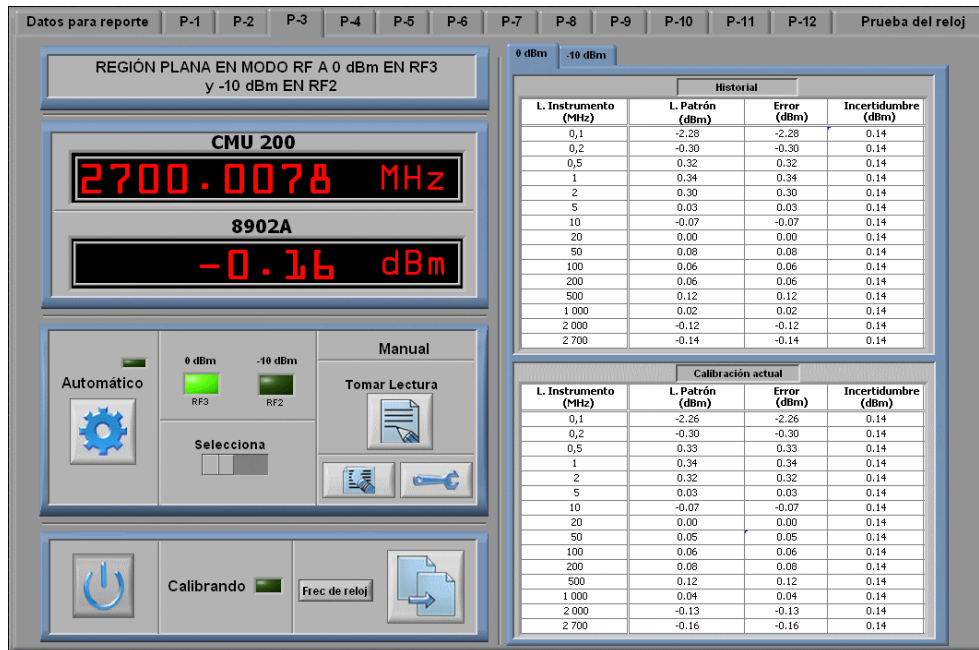 Datos para reporte P-1 P-2 P-3 P-4 P-5 P-6 P-7 P-8 P-9 P-10 P-11 P-12 Prueba del reloj
REGIÓN PLANA EN MODO RF A 0 dBm EN RF3
y -10 dBm EN RF2
CMU 200
2700.0078 MHz
8902A
-0.16 dBm
Automático
0 dBm -10 dBm
RF3 RF2
Selecciona
Manual
Tomar Lectura
Calibrando
Frec de reloj
0 dBm -10 dBm
Historial
L. Instrumento (MHz) L. Patrón (dBm) Error (dBm) Incertidumbre (dBm)
0,1 -2.28 -2.28 0.14
0,2 -0.30 -0.30 0.14
0,5 0.32 0.32 0.14
1 0.34 0.34 0.14
2 0.30 0.30 0.14
5 0.03 0.03 0.14
10 -0.07 -0.07 0.14
20 0.00 0.00 0.14
50 0.08 0.08 0.14
100 0.06 0.06 0.14
200 0.06 0.06 0.14
500 0.12 0.12 0.14
1 000 0.02 0.02 0.14
2 000 -0.12 -0.12 0.14
2 700 -0.14 -0.14 0.14
Calibración actual
L. Instrumento (MHz) L. Patrón (dBm) Error (dBm) Incertidumbre (dBm)
0,1 -2.26 -2.26 0.14
0,2 -0.30 -0.30 0.14
0,5 0.33 0.33 0.14
1 0.34 0.34 0.14
2 0.32 0.32 0.14
5 0.03 0.03 0.14
10 -0.07 -0.07 0.14
20 0.00 0.00 0.14
50 0.05 0.05 0.14
100 0.06 0.06 0.14
200 0.08 0.08 0.14
500 0.12 0.12 0.14
1 000 0.04 0.04 0.14
2 000 -0.13 -0.13 0.14
2 700 -0.16 -0.16 0.14